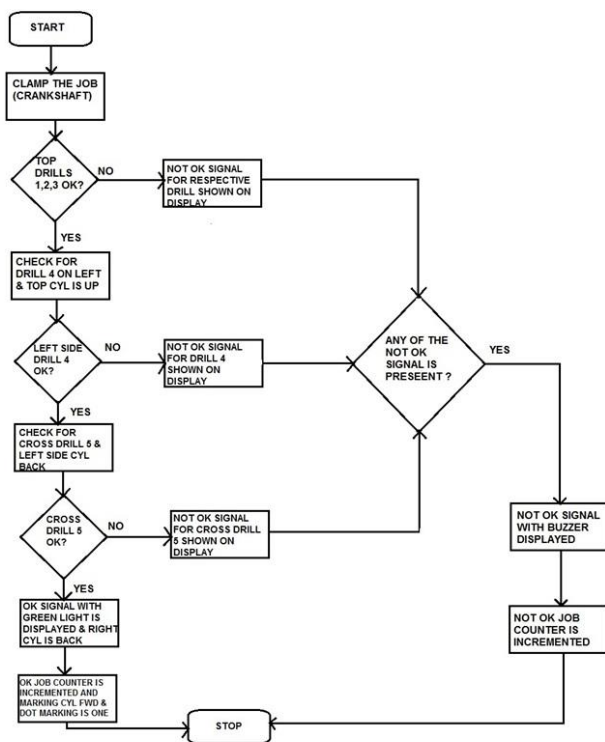 START
CLAMP THE JOB
(CRANKSHAFT)
TOP
DRILLS
1,2,3 OK?
NO
NOT OK SIGNAL
FOR RESPECTIVE
DRILL SHOWN ON
DISPLAY
YES
CHECK FOR
DRILL 4 ON LEFT
& TOP CYL IS UP
LEFT SIDE
DRILL 4
OK?
NO
NOT OK SIGNAL
FOR DRILL 4
SHOWN ON
DISPLAY
ANY OF THE
NOT OK
SIGNAL IS
PRESEENT ?
YES
YES
CHECK FOR
CROSS DRILL 5 &
LEFT SIDE CYL
BACK
CROSS
DRILL 5
OK?
NO
NOT OK SIGNAL
FOR CROSS DRILL
5 SHOWN ON
DISPLAY
NOT OK SIGNAL
WITH BUZZER
DISPLAYED
YES
OK SIGNAL WITH
GREEN LIGHT IS
DISPLAYED & RIGHT
CYL IS BACK
NOT OK JOB
COUNTER IS
INCREMENTED
OK JOB COUNTER IS
INCREMENTED AND
MARKING CYL FWD &
DOT MARKING IS ONE
STOP